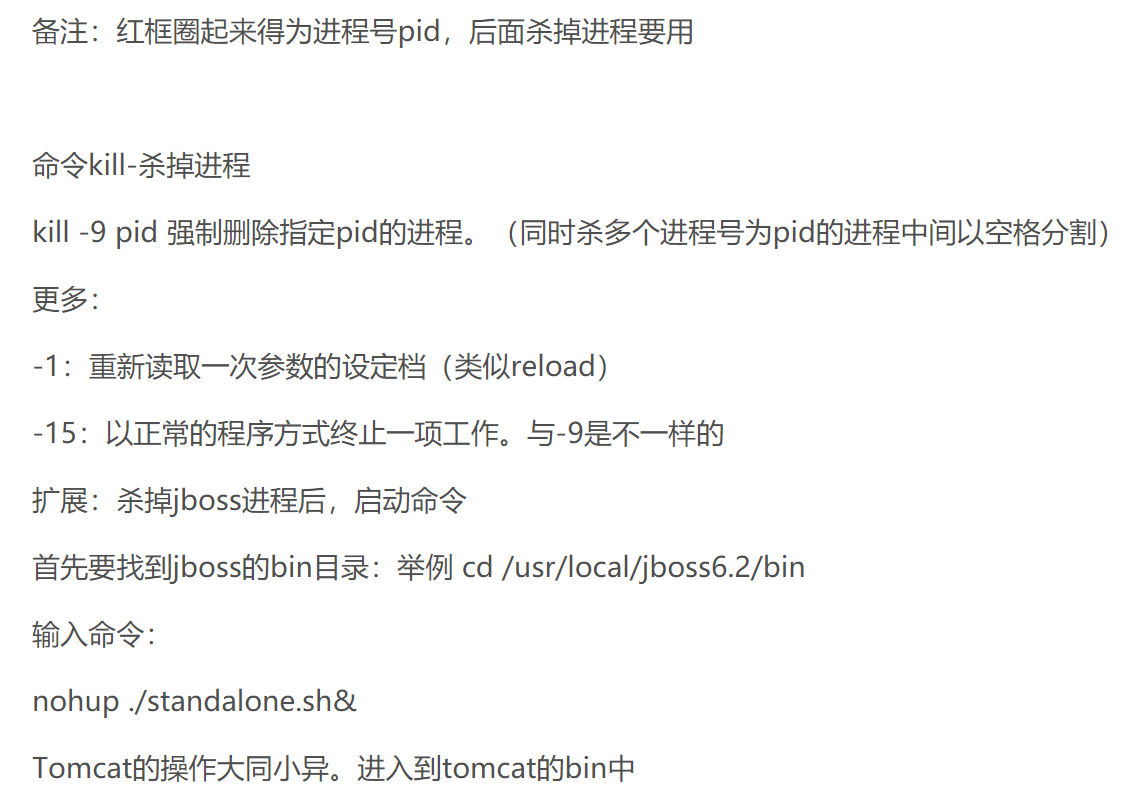 备注：红框圈起来得为进程号pid，后面杀掉进程要用
命令kill-杀掉进程
kill -9 pid 强制删除指定pid的进程。（同时杀多个进程号为pid的进程中间以空格分割）
更多：
-1：重新读取一次参数的设定档（类似reload）
-15：以正常的程序方式终止一项工作。与-9是不一样的
扩展：杀掉jboss进程后，启动命令
首先要找到jboss的bin目录：举例 cd /usr/local/jboss6.2/bin
输入命令：
nohup ./standalone.sh&
Tomcat的操作大同小异。进入到tomcat的bin中